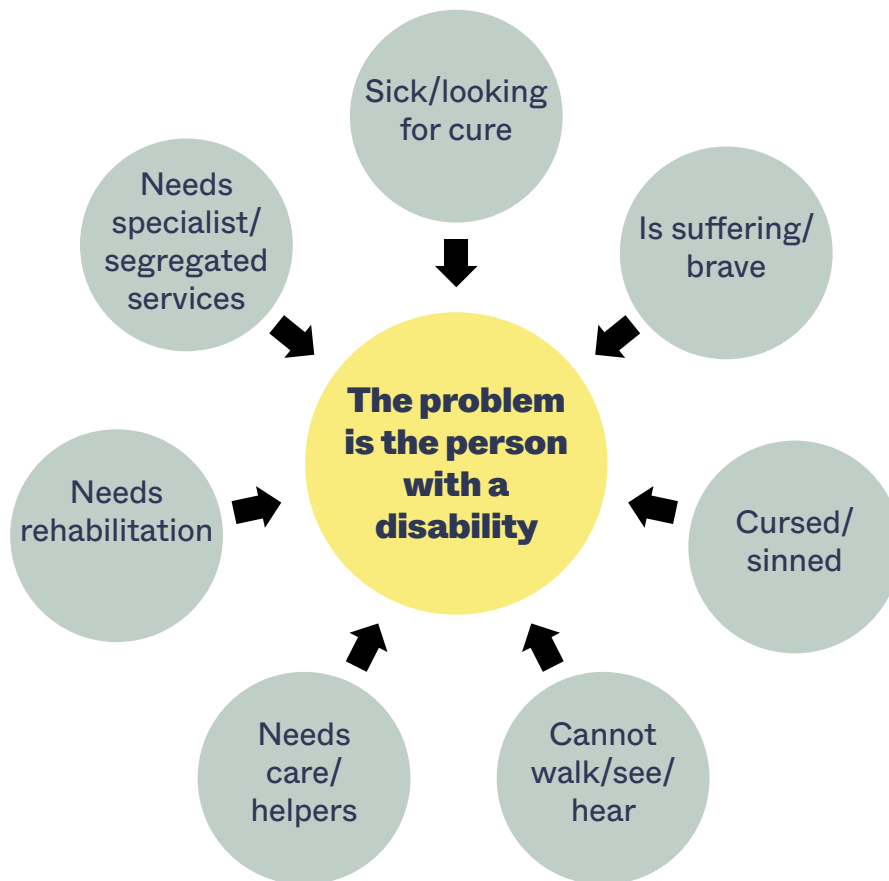 Sick/looking
for cure
Is suffering/
brave
Cursed/
sinned
Cannot
walk/see/
hear
Needs
care/
helpers
Needs
rehabilitation
Needs
specialist/
segregated
services
The problem
is the person
with a
disability